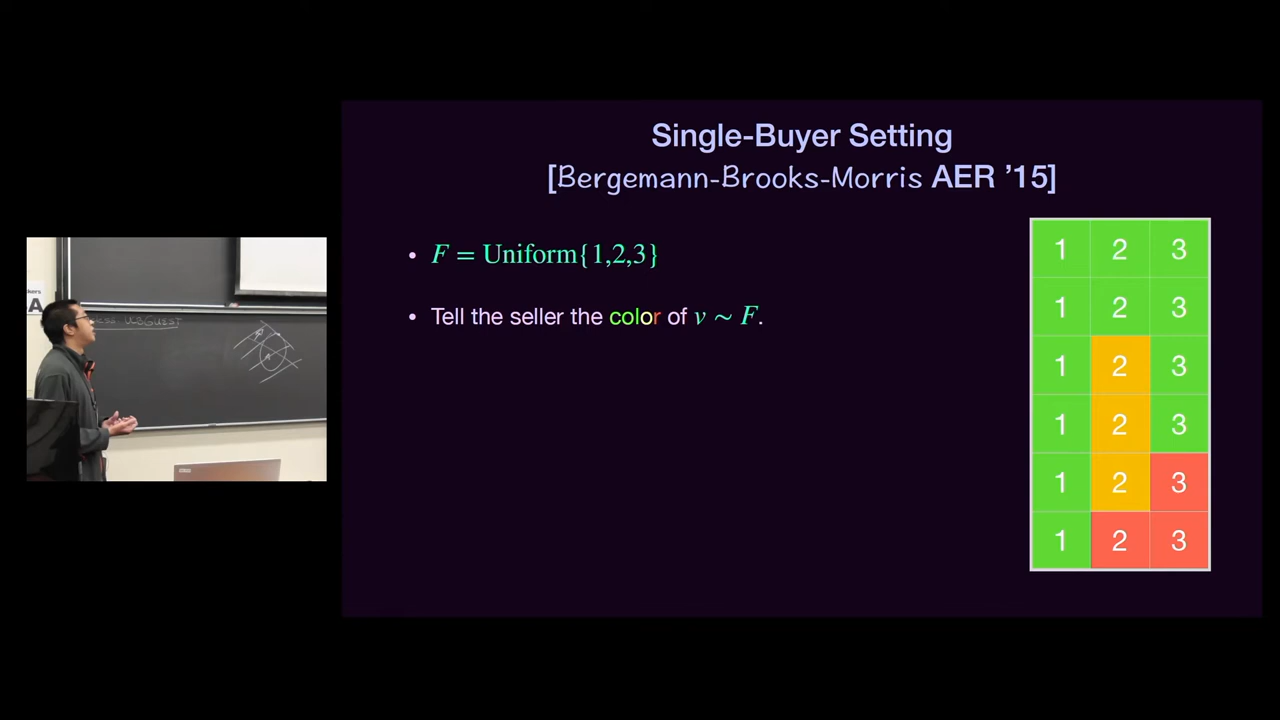 Single-Buyer Setting
[Bergemann-Brooks-Morris AER ’15]
• F = Uniform{1,2,3}
• Tell the seller the color of v ∼ F.
1 2 3
1 2 3
1 2 3
1 2 3
1 2 3
1 2 3
A